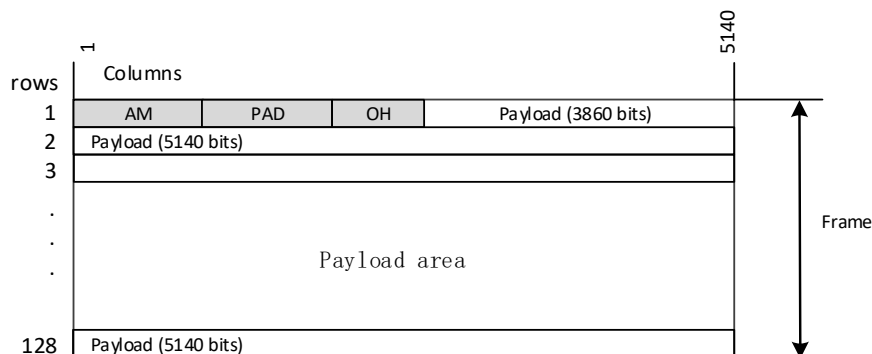 1
5140
Columns
rows
1 AM PAD OH Payload (3860 bits)
2 Payload (5140 bits)
3
.
.
.
Frame
Payload area
128 Payload (5140 bits)